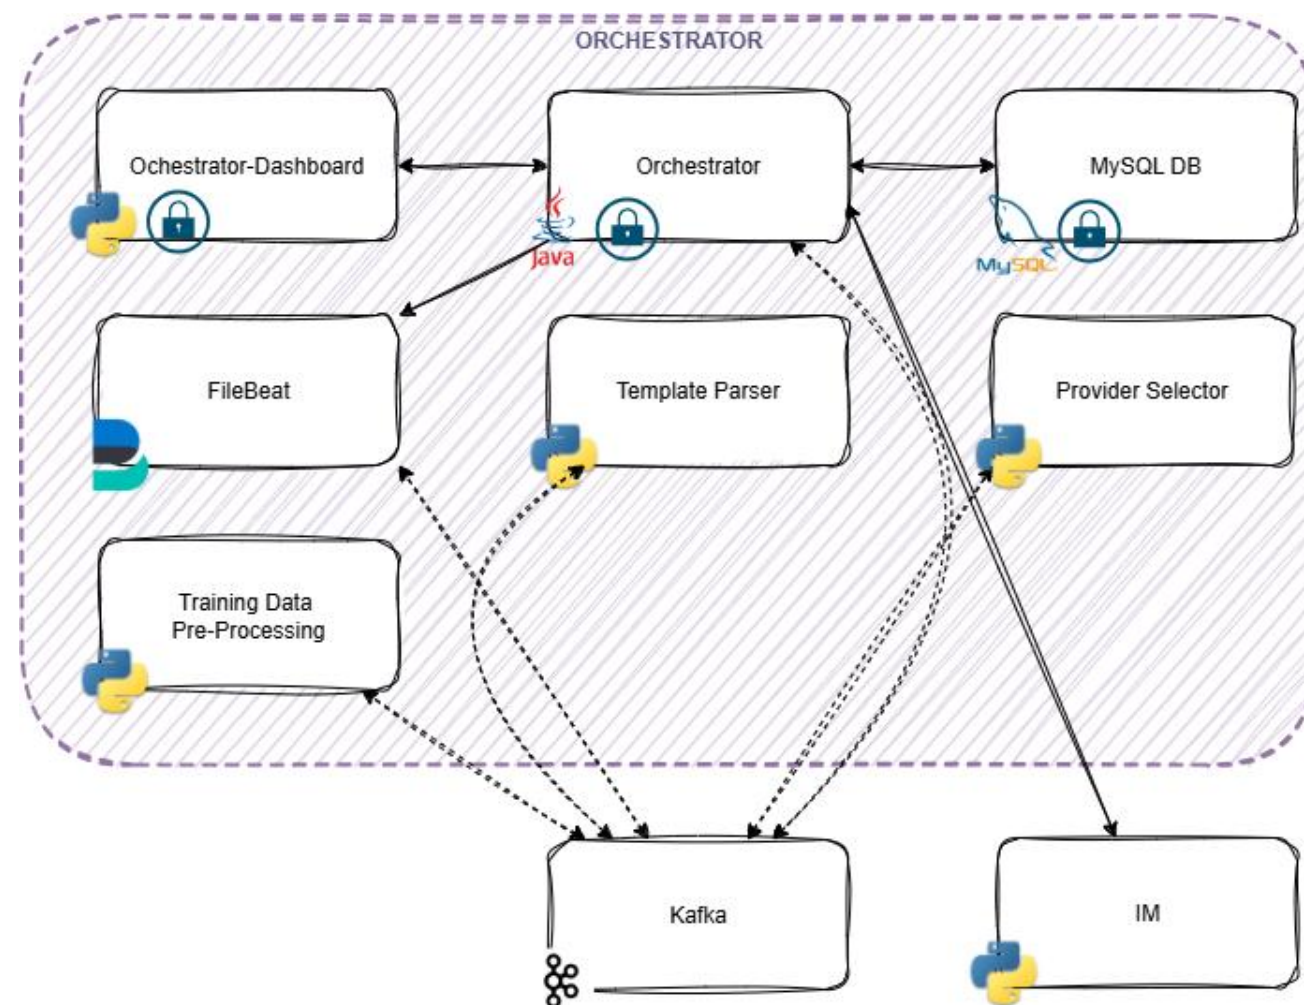 ORCHESTRATOR
Ochestrator-Dashboard
Orchestrator
MySQL DB
Java
MySQL
FileBeat
Template Parser
Provider Selector
Training Data
Pre-Processing
Kafka
IM